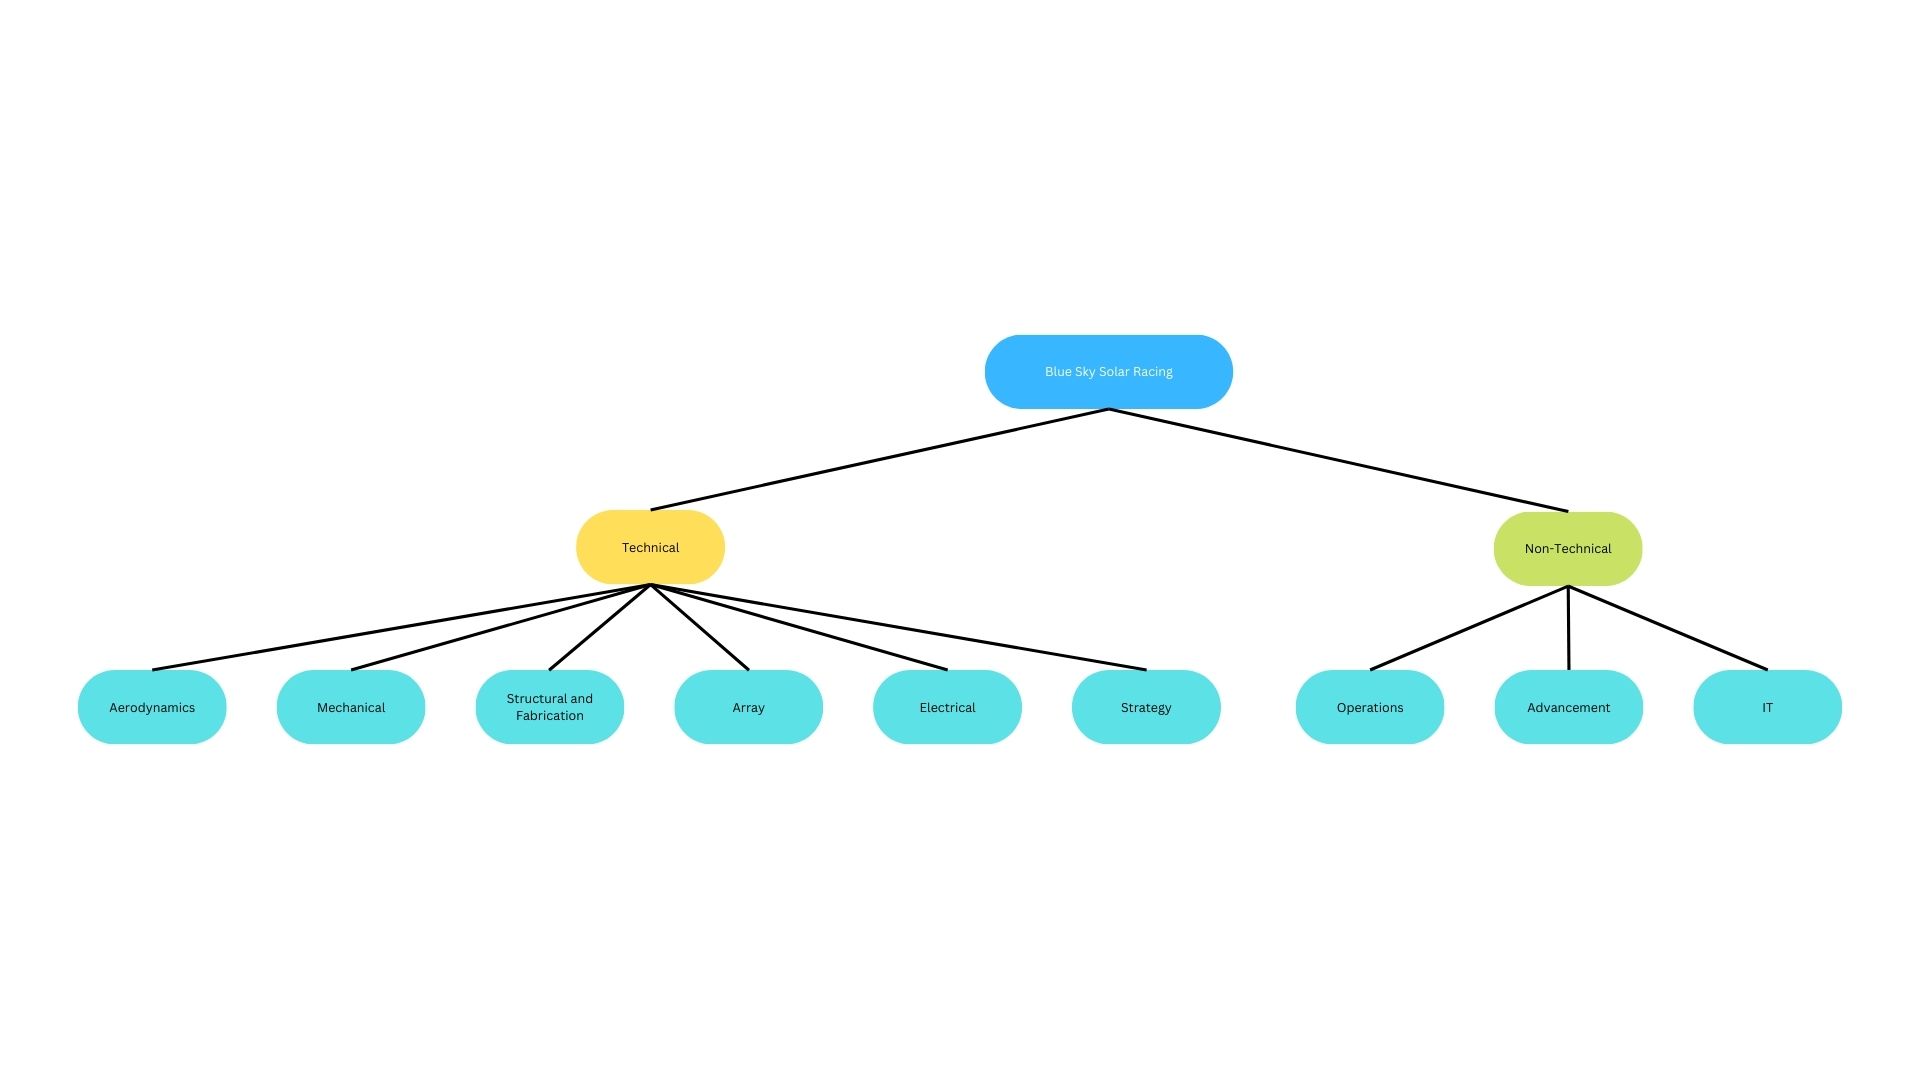 Blue Sky Solar Racing
Technical
Non-Technical
Aerodynamics
Mechanical
Structural and
Fabrication
Array
Electrical
Strategy
Operations
Advancement
IT